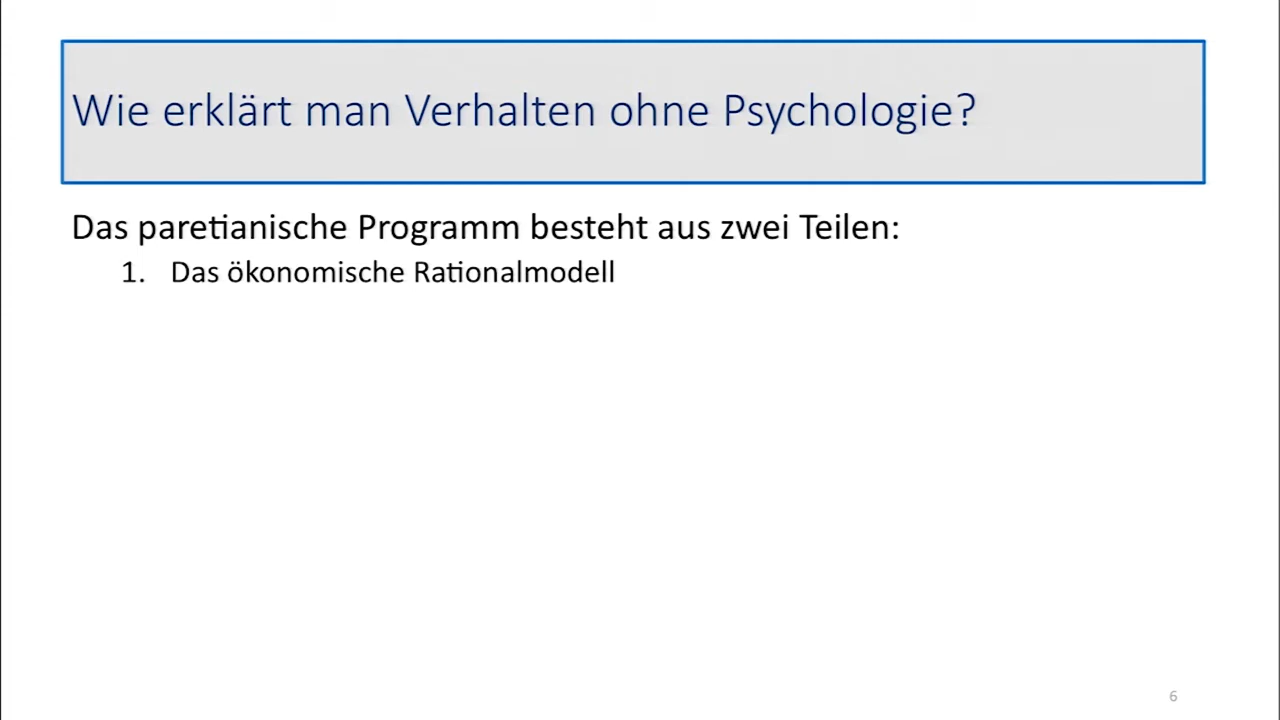 Wie erklärt man Verhalten ohne Psychologie?
Das paretianische Programm besteht aus zwei Teilen:
1. Das ökonomische Rationalmodell
6